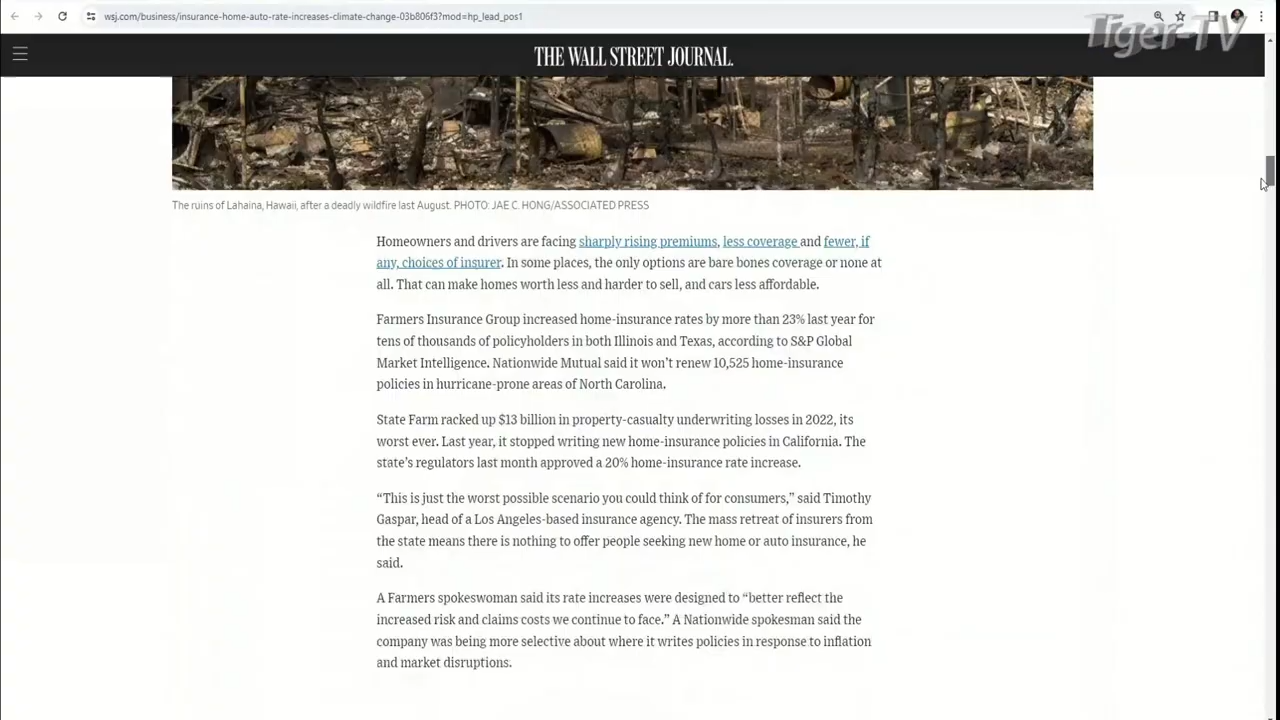 wsj.com/business/insurance-home-auto-rate-increases-climate-change-03b806f3?mod=hp_lead_pos1
Tiger-TV
THE WALL STREET JOURNAL.
The ruins of Lahaina, Hawaii, after a deadly wildfire last August. PHOTO: JAE C. HONG/ASSOCIATED PRESS
Homeowners and drivers are facing sharply rising premiums, less coverage and fewer, if
any, choices of insurer. In some places, the only options are bare bones coverage or none at
all. That can make homes worth less and harder to sell, and cars less affordable.
Farmers Insurance Group increased home-insurance rates by more than 23% last year for
tens of thousands of policyholders in both Illinois and Texas, according to S&P Global
Market Intelligence. Nationwide Mutual said it won’t renew 10,525 home-insurance
policies in hurricane-prone areas of North Carolina.
State Farm racked up $13 billion in property-casualty underwriting losses in 2022, its
worst ever. Last year, it stopped writing new home-insurance policies in California. The
state’s regulators last month approved a 20% home-insurance rate increase.
“This is just the worst possible scenario you could think of for consumers,” said Timothy
Gaspar, head of a Los Angeles-based insurance agency. The mass retreat of insurers from
the state means there is nothing to offer people seeking new home or auto insurance, he
said.
A Farmers spokeswoman said its rate increases were designed to “better reflect the
increased risk and claims costs we continue to face.” A Nationwide spokesman said the
company was being more selective about where it writes policies in response to inflation
and market disruptions.